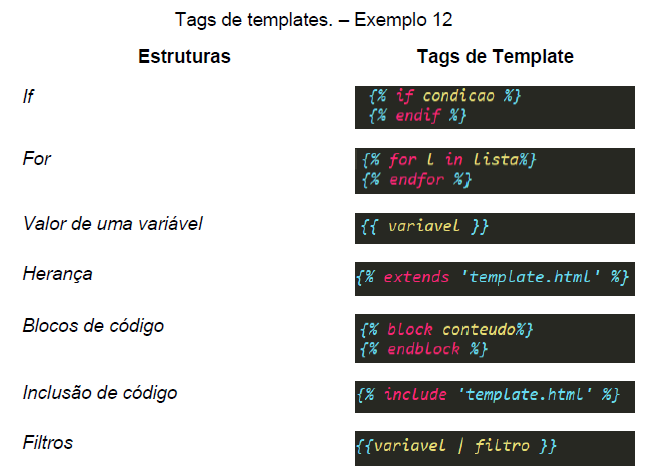 Tags de templates. – Exemplo 12
Estruturas Tags de Template
If {% if condicao %}
{% endif %}
For {% for l in lista%}
{% endfor %}
Valor de uma variável {{ variavel }}
Herança {% extends 'template.html' %}
Blocos de código {% block conteudo%}
{% endblock %}
Inclusão de código {% include 'template.html' %}
Filtros {{variavel | filtro }}